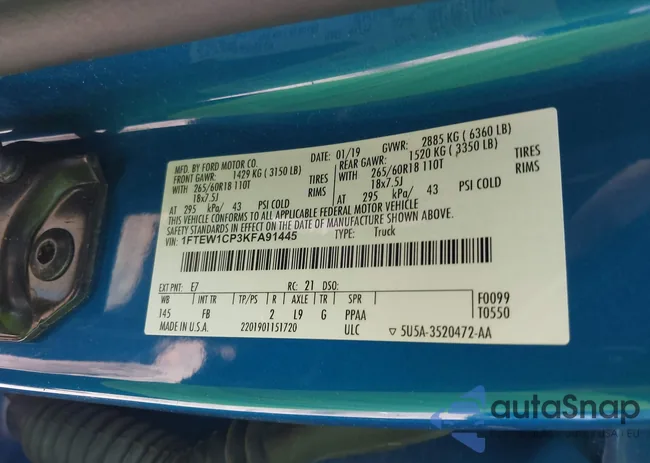 MFD. BY FORD MOTOR CO.
DATE: 01/19 GVWR: 2885 KG ( 6360 LB)
FRONT GAWR: 1429 KG ( 3150 LB) REAR GAWR: 1520 KG ( 3350 LB)
WITH 265/60R18 110T TIRES WITH 265/60R18 110T TIRES
18x7.5J RIMS 18x7.5J RIMS
AT 295 kPa/ 43 PSI COLD AT 295 kPa/ 43 PSI COLD
THIS VEHICLE CONFORMS TO ALL APPLICABLE FEDERAL MOTOR VEHICLE
SAFETY STANDARDS IN EFFECT ON THE DATE OF MANUFACTURE SHOWN ABOVE.
VIN: 1FTEW1CP3KFA91445 TYPE: Truck
EXT PNT: E7 RC: 21 DSO:
WB INT TR TP/PS R AXLE TR SPR F0099
145 FB 2 L9 G PPAA T0550
MADE IN U.S.A. 2201901151720 ULC ▽ 5U5A-3520472-AA
autoSnap